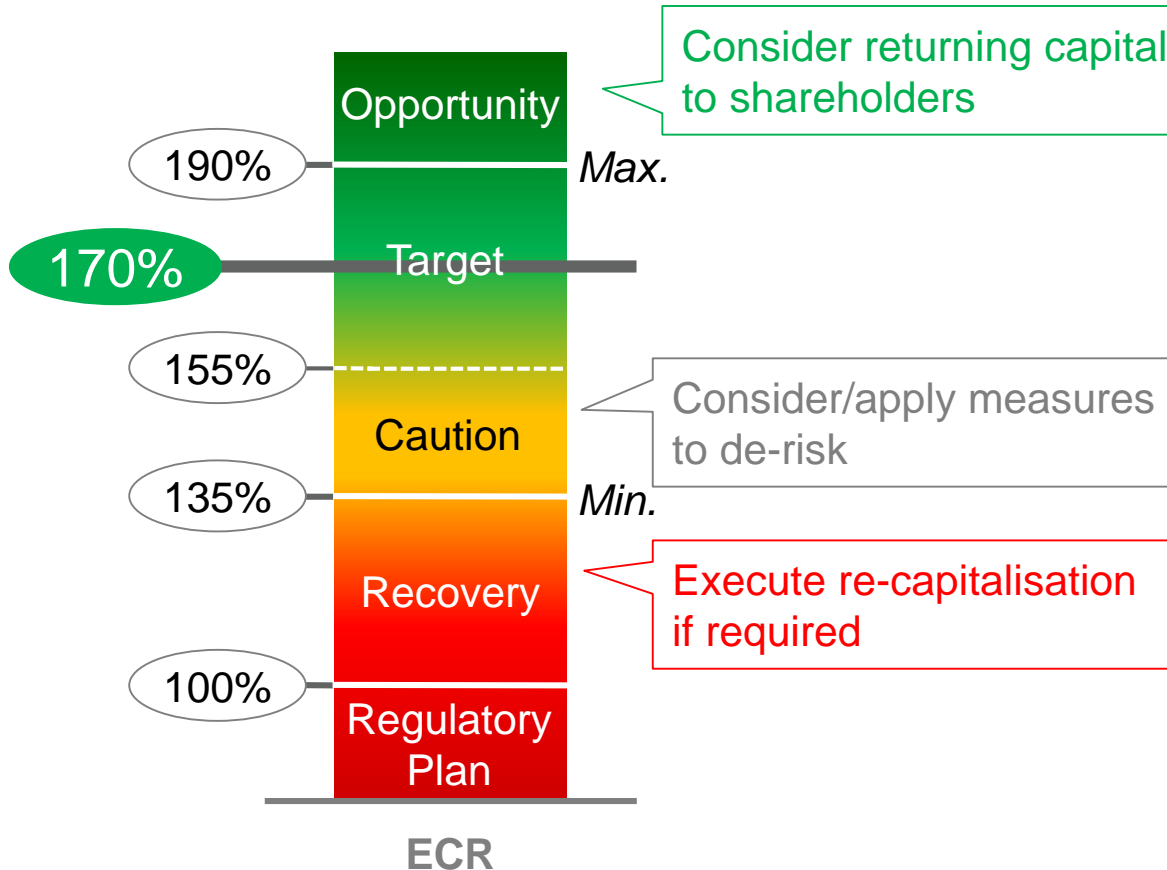 Consider returning capital
to shareholders
Opportunity
190%
Max.
170%
Target
155%
Consider/apply measures
to de-risk
Caution
135%
Min.
Recovery
Execute re-capitalisation
if required
100%
Regulatory
Plan
ECR